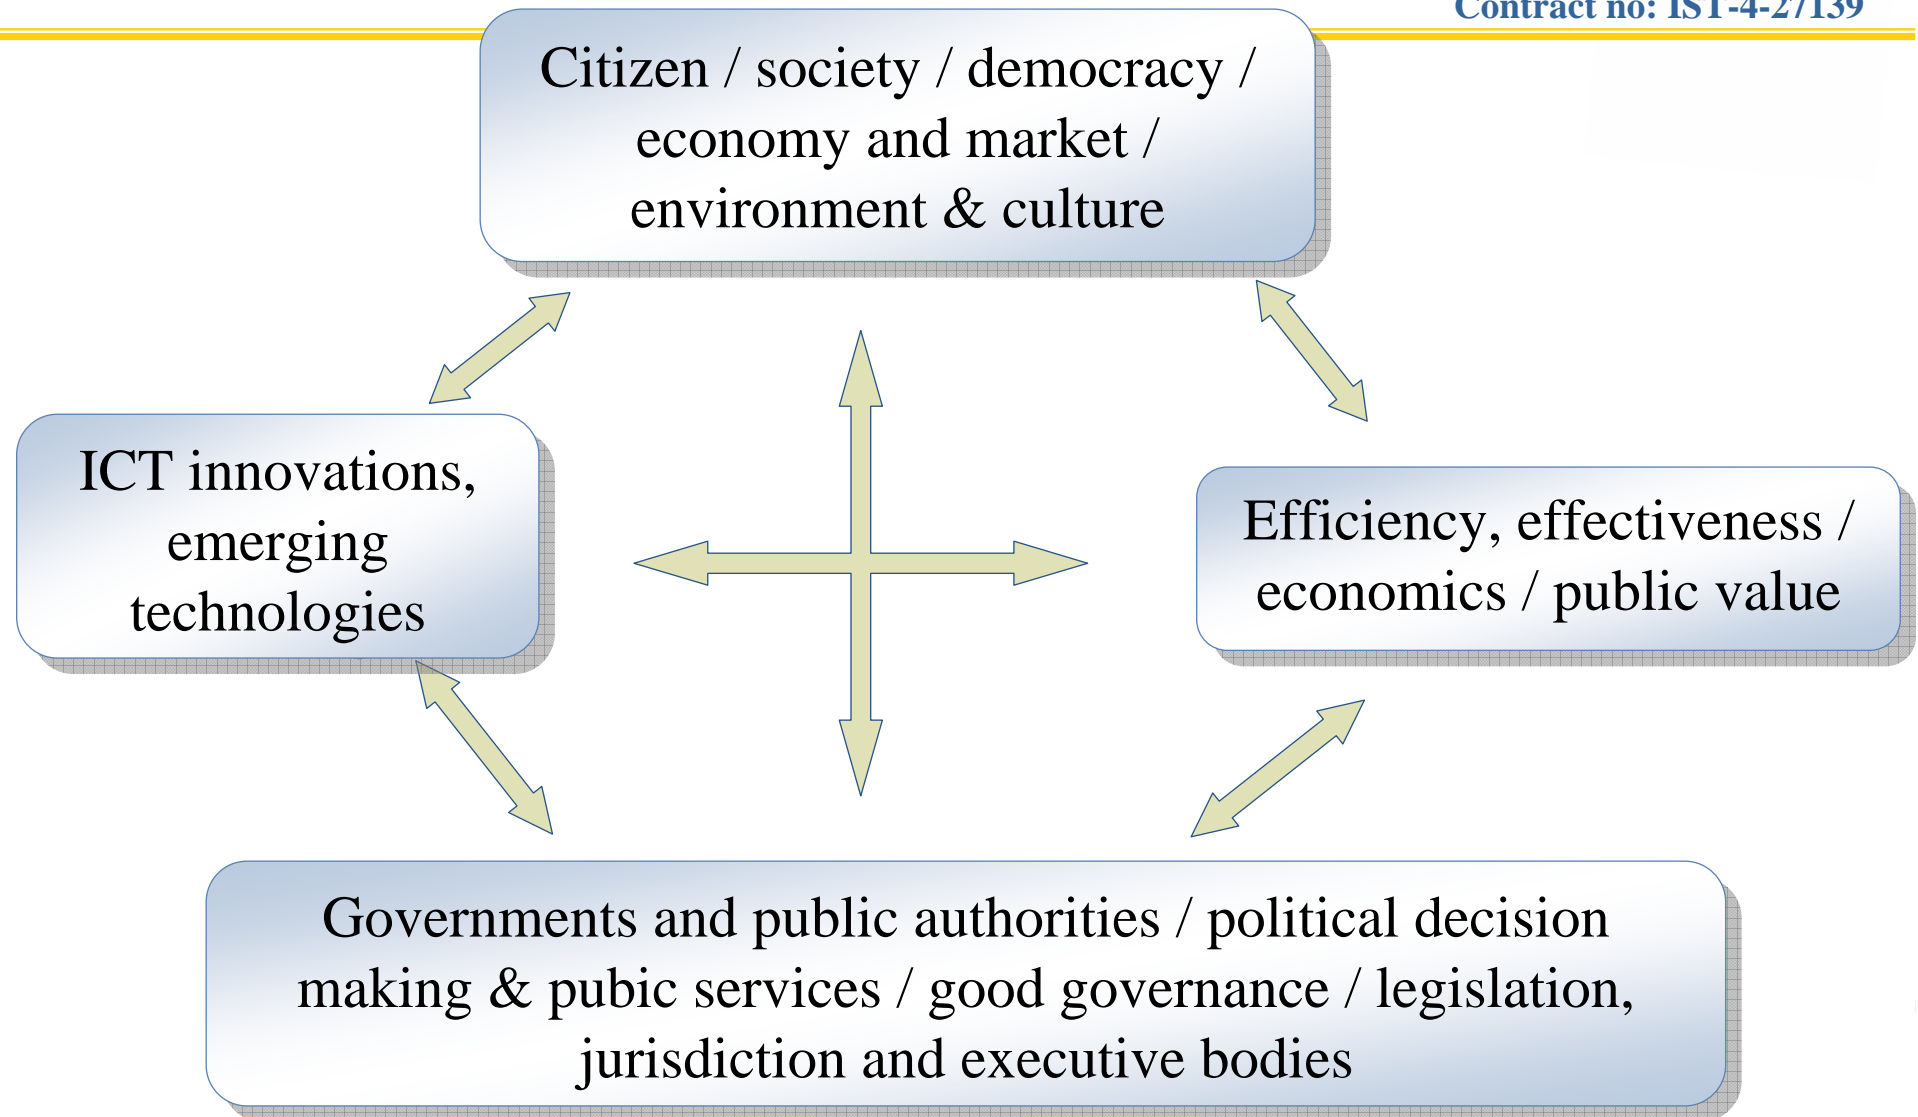 Contract no: IST-4-27139
Citizen / society / democracy /
economy and market /
environment & culture
ICT innovations,
emerging
technologies
Efficiency, effectiveness /
economics / public value
Governments and public authorities / political decision
making & pubic services / good governance / legislation,
jurisdiction and executive bodies